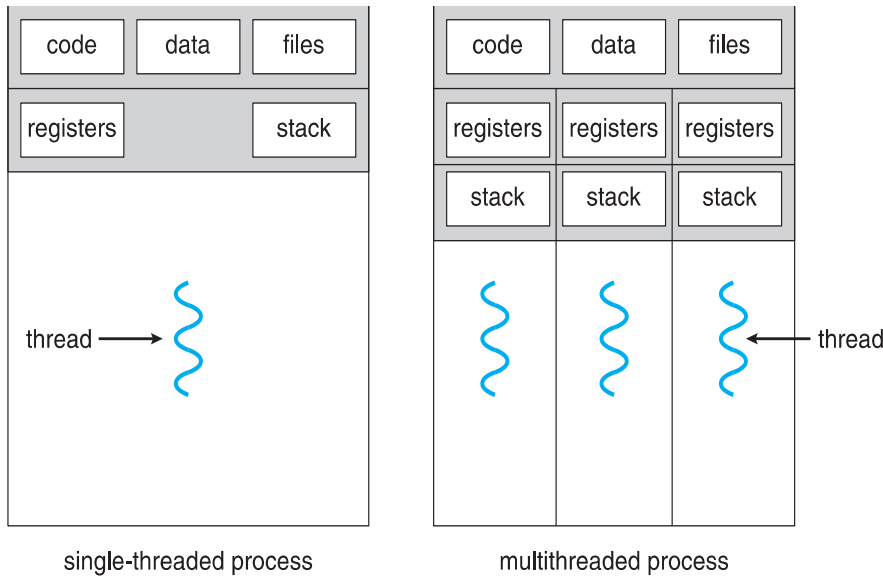 code data files
registers stack
thread
single-threaded process
code data files
registers registers registers
stack stack stack
thread
multithreaded process